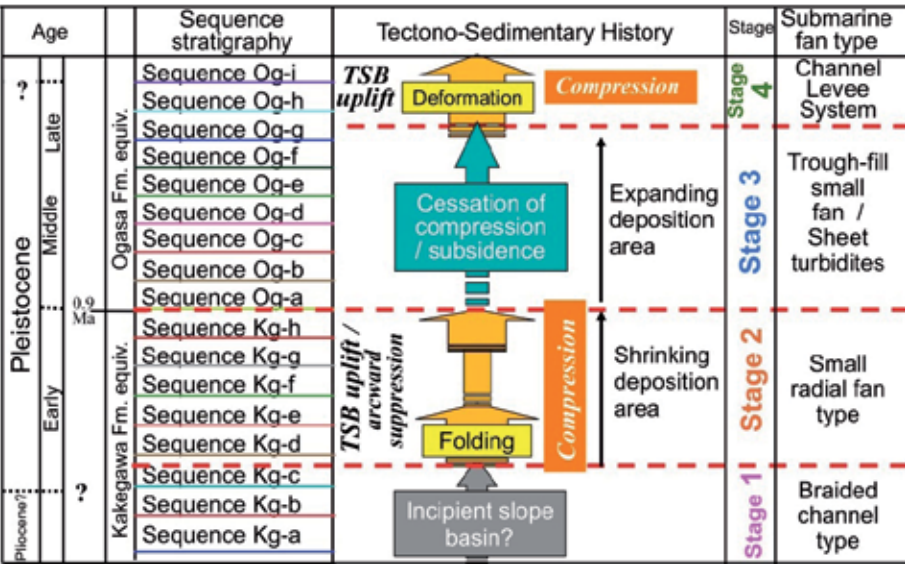 Age
Sequence
stratigraphy
Tectono-Sedimentary History
Stage
Submarine
fan type
?
Late
Middle
Early
Pleistocene
Pliocene?
0.9
Ma
?
Ogasa Fm. equiv.
Kakegawa Fm. equiv.
Sequence Og-i
Sequence Og-h
Sequence Og-g
Sequence Og-f
Sequence Og-e
Sequence Og-d
Sequence Og-c
Sequence Og-b
Sequence Og-a
Sequence Kg-h
Sequence Kg-g
Sequence Kg-f
Sequence Kg-e
Sequence Kg-d
Sequence Kg-c
Sequence Kg-b
Sequence Kg-a
TSB
uplift
Deformation
Compression
Cessation of
compression
/ subsidence
Expanding
deposition
area
TSB uplift /
arcward
suppression
Folding
Compression
Shrinking
deposition
area
Incipient slope
basin?
Stage
4
Stage 3
Stage 2
Stage 1
Channel
Levee
System
Trough-fill
small
fan /
Sheet
turbidites
Small
radial fan
type
Braided
channel
type